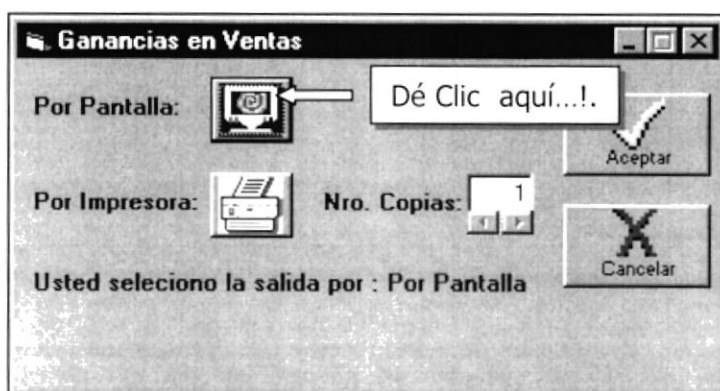 Ganancias en Ventas
Por Pantalla:
Dé Clic aquí...!.
Aceptar
Por Impresora:
Nro. Copias:
1
Cancelar
Usted seleciono la salida por : Por Pantalla